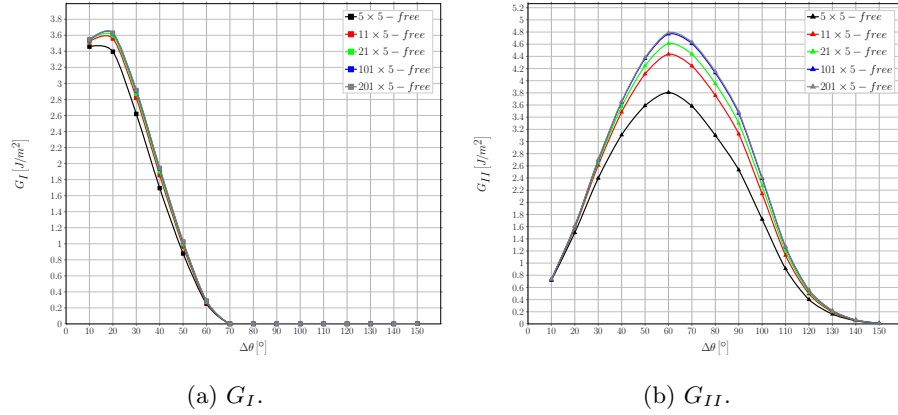 3.8
3.6
3.4
3.2
3
2.8
2.6
2.4
2.2
2
1.8
1.6
1.4
1.2
1
0.8
0.6
0.4
0.2
0
G_I [J/m²]
10 20 30 40 50 60 70 80 90 100 110 120 130 140 150
Δθ [°]
5 × 5 − free
11 × 5 − free
21 × 5 − free
101 × 5 − free
201 × 5 − free
(a) G_I.
5.2
5
4.8
4.6
4.4
4.2
4
3.8
3.6
3.4
3.2
3
2.8
2.6
2.4
2.2
2
1.8
1.6
1.4
1.2
1
0.8
0.6
0.4
0.2
0
G_{II} [J/m²]
10 20 30 40 50 60 70 80 90 100 110 120 130 140 150
Δθ [°]
5 × 5 − free
11 × 5 − free
21 × 5 − free
101 × 5 − free
201 × 5 − free
(b) G_{II}.